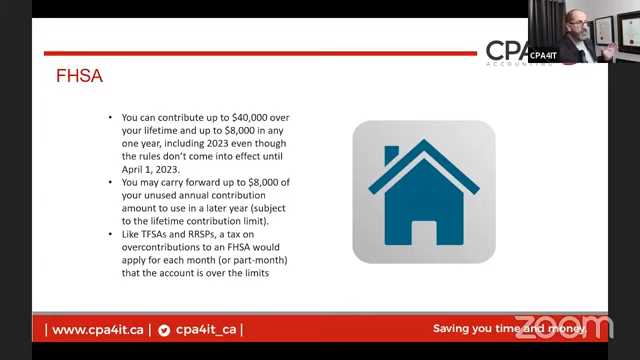 CPA
ACCOUNTING
CPA4IT
FHSA
• You can contribute up to $40,000 over
your lifetime and up to $8,000 in any
one year, including 2023 even though
the rules don't come into effect until
April 1, 2023.
• You may carry forward up to $8,000 of
your unused annual contribution
amount to use in a later year (subject
to the lifetime contribution limit).
• Like TFSAs and RRSPs, a tax on
overcontributions to an FHSA would
apply for each month (or part-month)
that the account is over the limits
| www.cpa4it.ca | cpa4it_ca |
Saving you time and money.
zoom